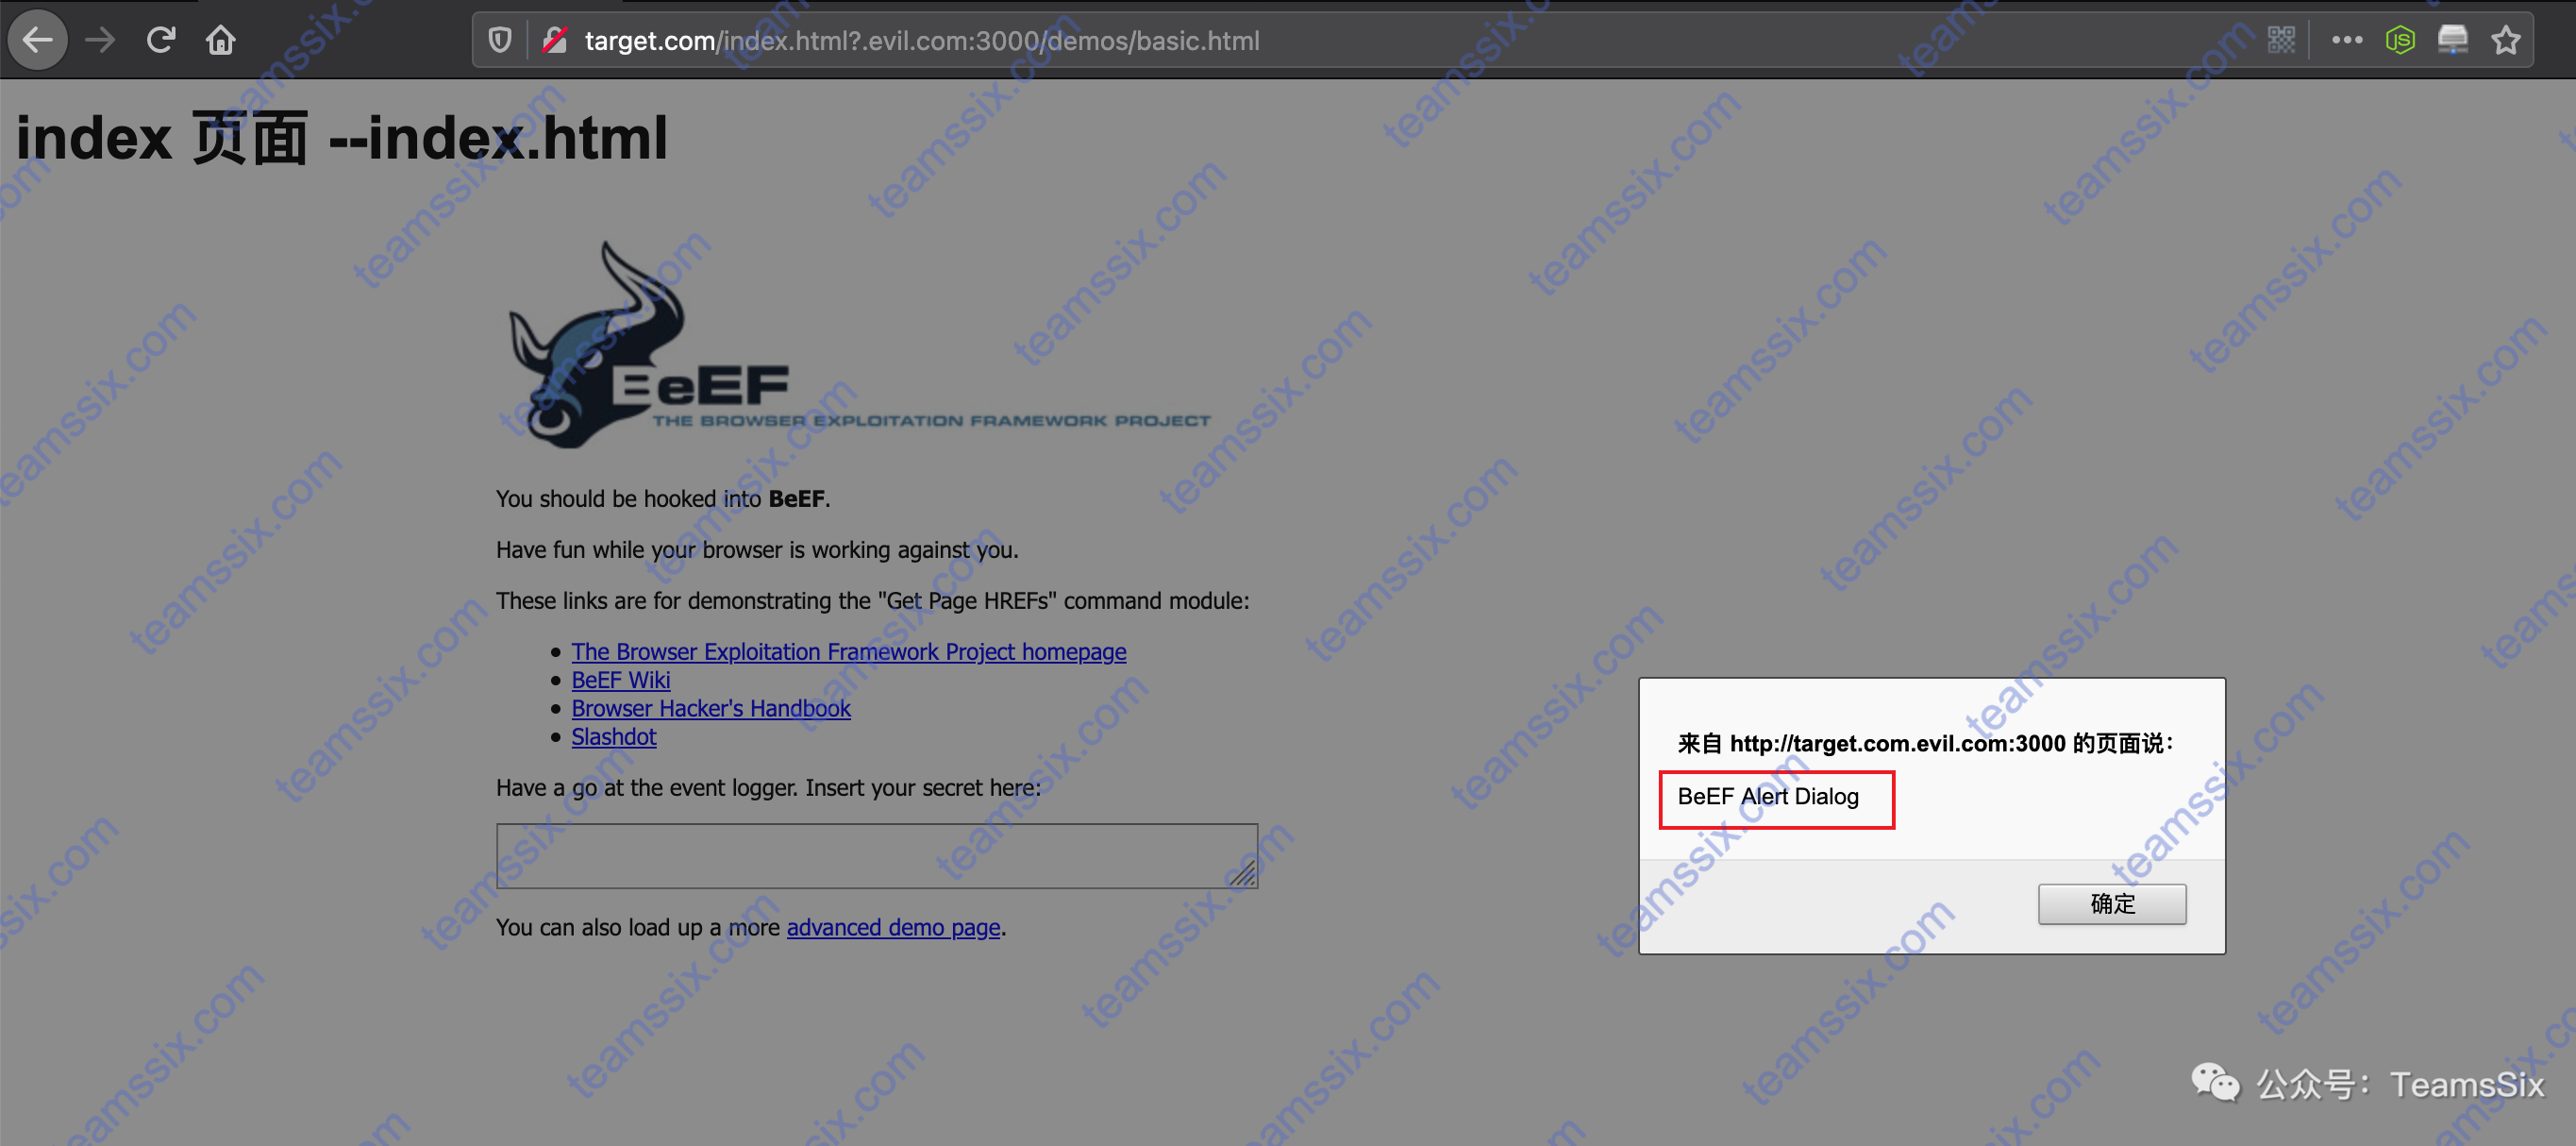 target.com/index.html?.evil.com:3000/demos/basic.html
index 页面 --index.html
BeEF
THE BROWSER EXPLOITATION FRAMEWORK PROJECT
You should be hooked into BeEF.
Have fun while your browser is working against you.
These links are for demonstrating the "Get Page HREFs" command module:
The Browser Exploitation Framework Project homepage
BeEF Wiki
Browser Hacker's Handbook
Slashdot
Have a go at the event logger. Insert your secret here:
You can also load up a more advanced demo page.
来自 http://target.com.evil.com:3000 的页面说：
BeEF Alert Dialog
确定
公众号：TeamsSix
teamssix.com